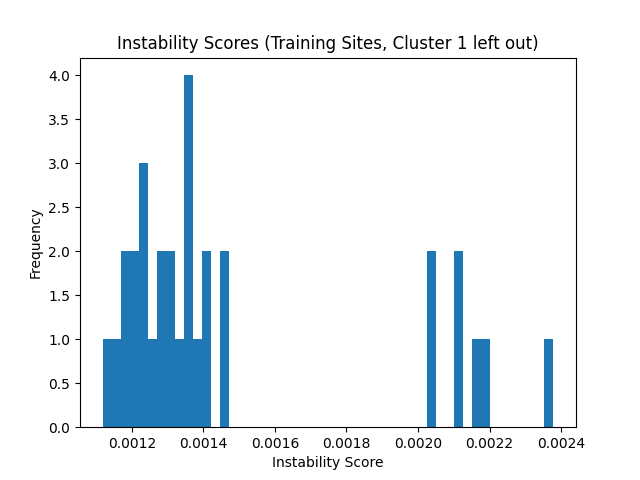 Instability Scores (Training Sites, Cluster 1 left out)
4.0
3.5
3.0
2.5
2.0
1.5
1.0
0.5
0.0
Frequency
0.0012 0.0014 0.0016 0.0018 0.0020 0.0022 0.0024
Instability Score